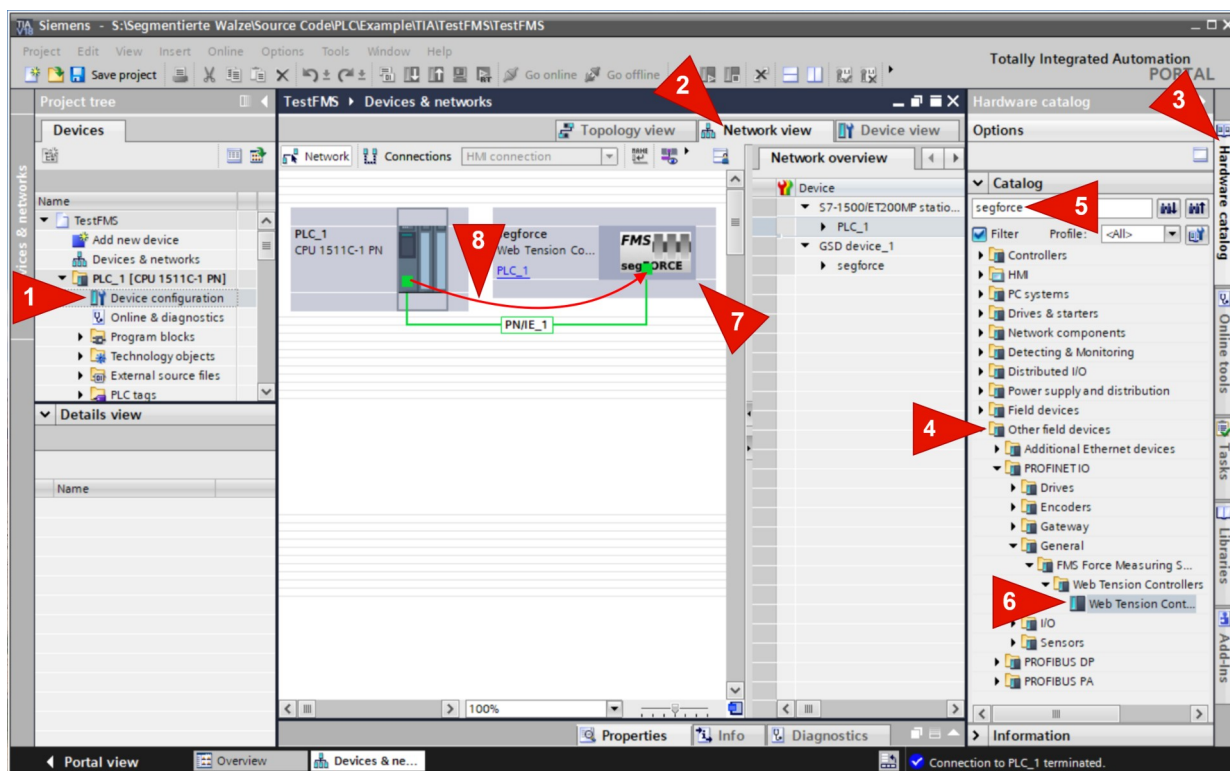 Siemens - S:\Segmentierte Walze\Source Code\PLC\Example\TIA\TestFMS\TestFMS
Project Edit View Insert Online Options Tools Window Help
Totally Integrated Automation
PORTAL
Save project
Go online
Go offline
Project tree
Devices
Devices & networks
Name
TestFMS
Add new device
Devices & networks
PLC_1 [CPU 1511C-1 PN]
1
Device configuration
Online & diagnostics
Program blocks
Technology objects
External source files
PLC tags
Details view
Name
TestFMS
Devices & networks
2
Topology view
Network view
Device view
Network
Connections
HMI connection
PLC_1
CPU 1511C-1 PN
8
segforce
Web Tension Co...
PLC_1
FMS
segFORCE
7
PN/IE_1
100%
Network overview
Device
S7-1500/ET200MP statio...
PLC_1
GSD device_1
segforce
Properties
Info
Diagnostics
Hardware catalog
3
Options
Catalog
segforce
5
Filter
Profile:
<All>
Controllers
HMI
PC systems
Drives & starters
Network components
Detecting & Monitoring
Distributed I/O
Power supply and distribution
Field devices
4
Other field devices
Additional Ethernet devices
PROFINET IO
Drives
Encoders
Gateway
General
FMS Force Measuring S...
Web Tension Controllers
6
Web Tension Cont...
I/O
Sensors
PROFIBUS DP
PROFIBUS PA
Information
Hardware catalog
Online tools
Tasks
Libraries
Add-Ins
Portal view
Overview
Devices & ne...
Connection to PLC_1 terminated.